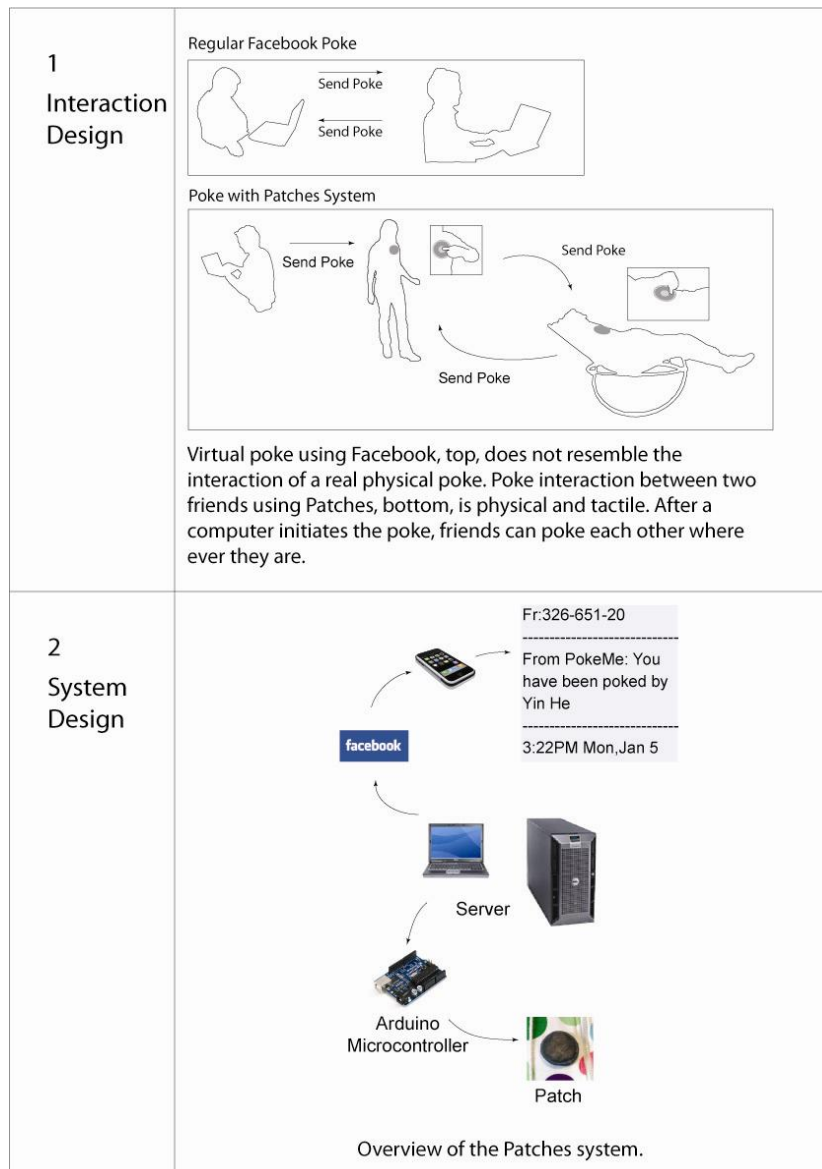 1
Interaction
Design
Regular Facebook Poke
Send Poke
Send Poke
Poke with Patches System
Send Poke
Send Poke
Send Poke
Virtual poke using Facebook, top, does not resemble the
interaction of a real physical poke. Poke interaction between two
friends using Patches, bottom, is physical and tactile. After a
computer initiates the poke, friends can poke each other where
ever they are.
2
System
Design
Fr:326-651-20
------------------------------
From PokeMe: You
have been poked by
Yin He
------------------------------
3:22PM Mon,Jan 5
facebook
Server
Arduino
Microcontroller
Patch
Overview of the Patches system.